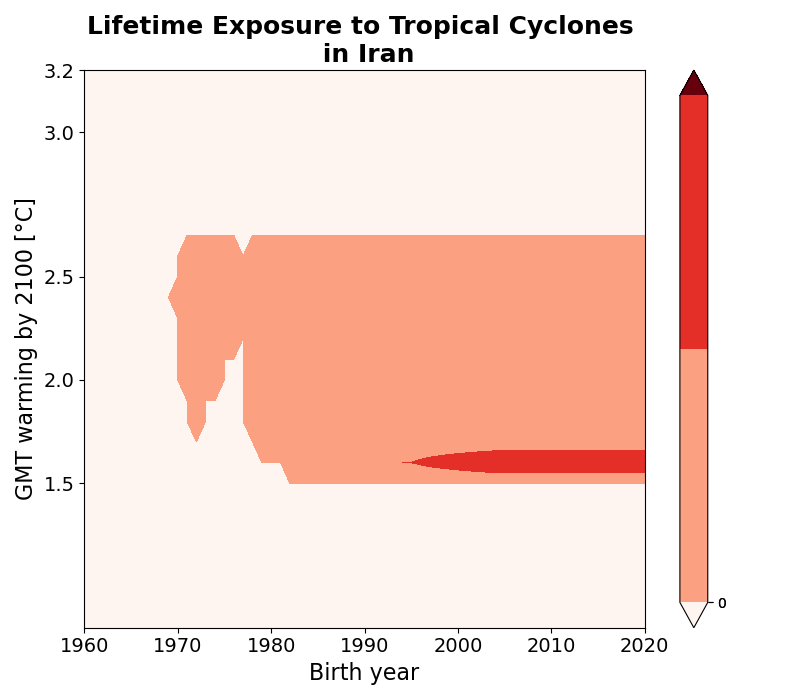 Lifetime Exposure to Tropical Cyclones
in Iran
3.2
3.0
2.5
2.0
1.5
GMT warming by 2100 [°C]
1960 1970 1980 1990 2000 2010 2020
Birth year
0